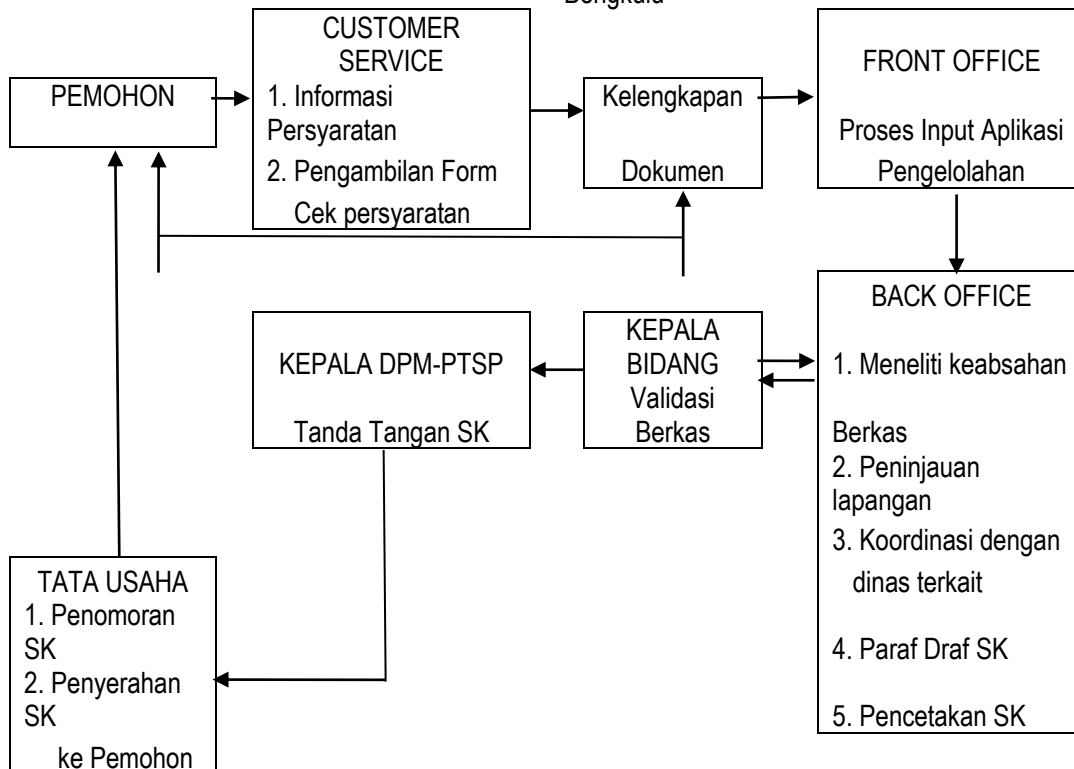 Bengkulu
PEMOHON
CUSTOMER
SERVICE
1. Informasi
Persyaratan
2. Pengambilan Form
Cek persyaratan
Kelengkapan
Dokumen
FRONT OFFICE
Proses Input Aplikasi
Pengelolahan
BACK OFFICE
1. Meneliti keabsahan
Berkas
2. Peninjauan
lapangan
3. Koordinasi dengan
dinas terkait
4. Paraf Draf SK
5. Pencetakan SK
KEPALA
BIDANG
Validasi
Berkas
KEPALA DPM-PTSP
Tanda Tangan SK
TATA USAHA
1. Penomoran
SK
2. Penyerahan
SK
ke Pemohon